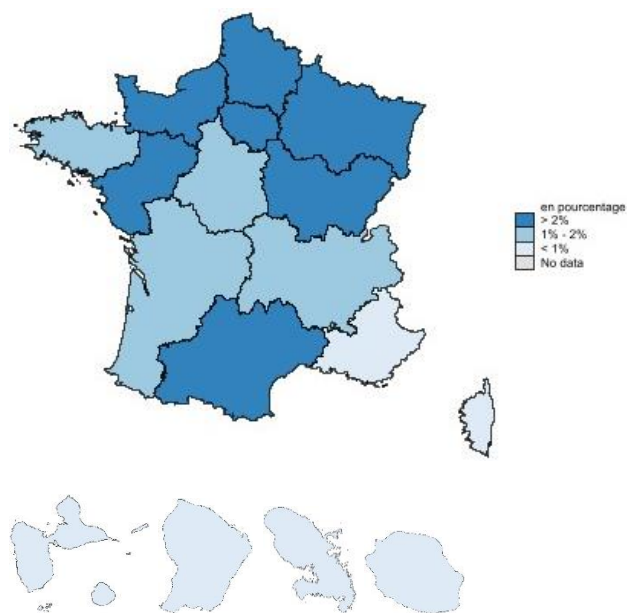 en pourcentage
> 2%
1% - 2%
< 1%
No data